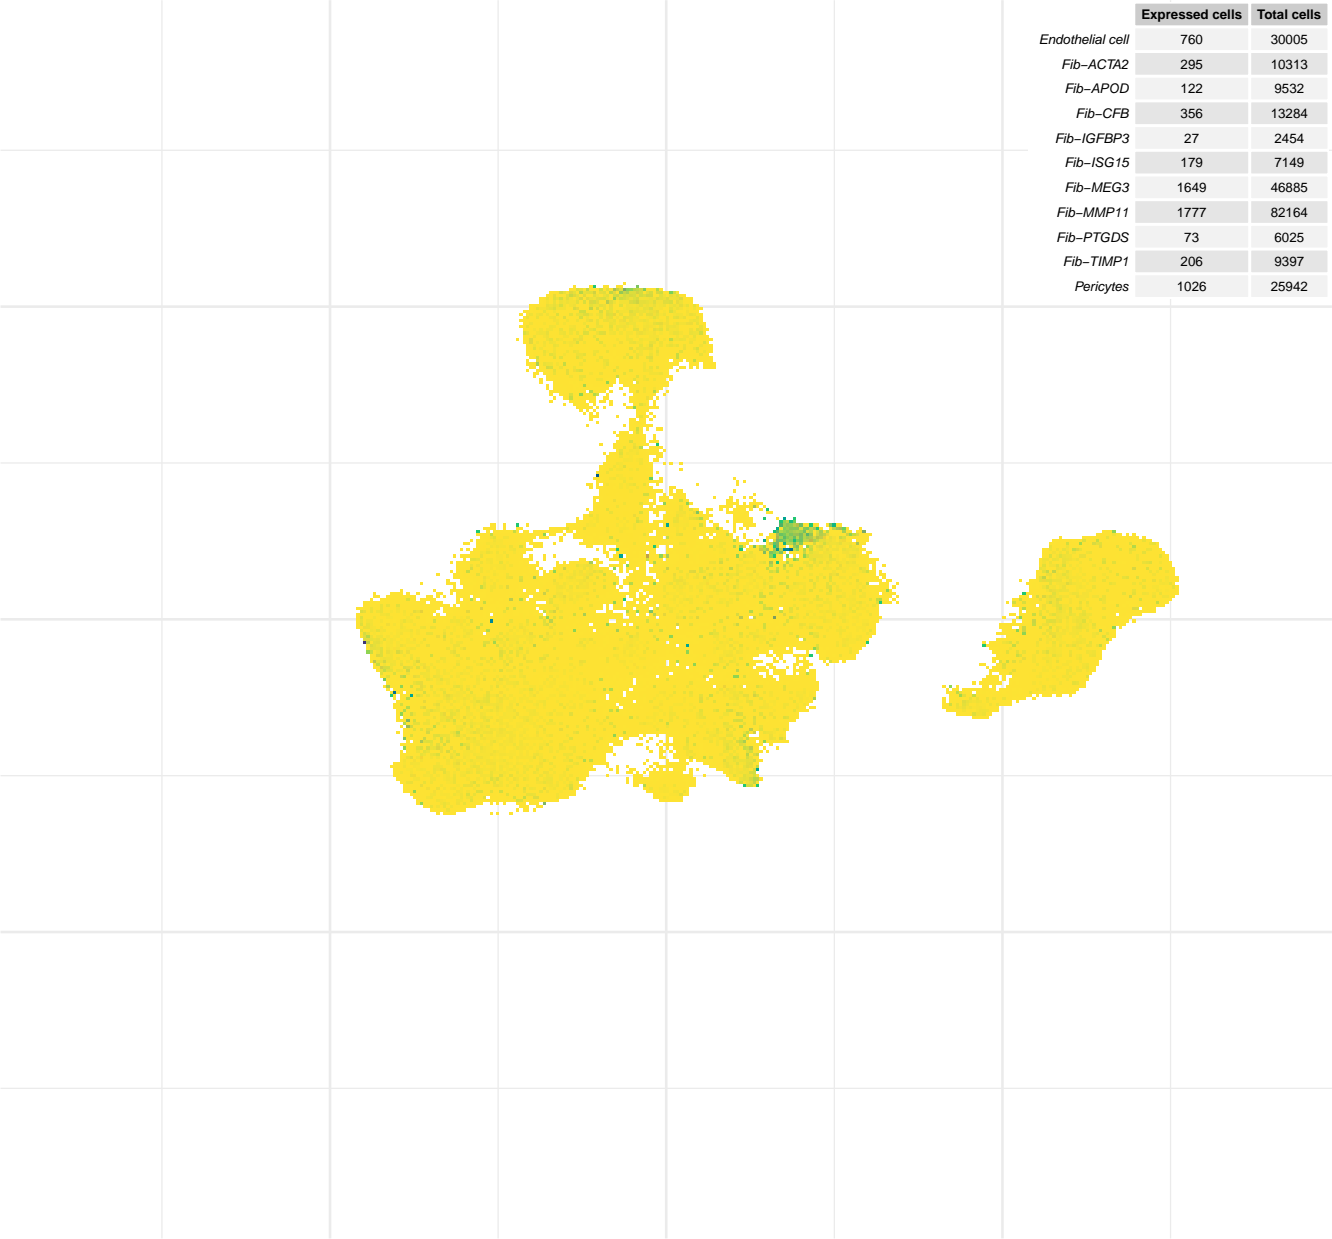 Expressed cells Total cells
Endothelial cell 760 30005
Fib−ACTA2 295 10313
Fib−APOD 122 9532
Fib−CFB 356 13284
Fib−IGFBP3 27 2454
Fib−ISG15 179 7149
Fib−MEG3 1649 46885
Fib−MMP11 1777 82164
Fib−PTGDS 73 6025
Fib−TIMP1 206 9397
Pericytes 1026 25942